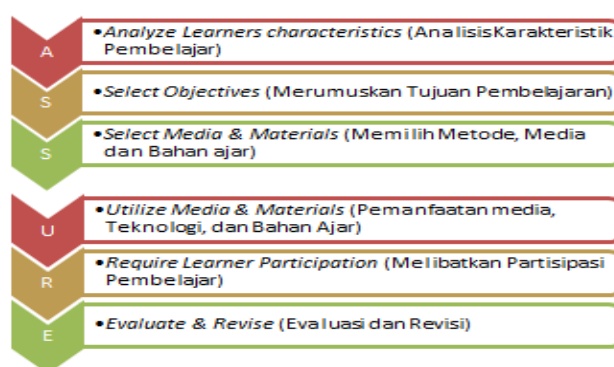 A
•Analyze Learners characteristics (Analisis Karakteristik
Pembelajar)
S
•Select Objectives (Merumuskan Tujuan Pembelajaran)
S
•Select Media & Materials (Memilih Metode, Media
dan Bahan ajar)
U
•Utilize Media & Materials (Pemanfaatan media,
Teknologi, dan Bahan Ajar)
R
•Require Learner Participation (Melibatkan Partisipasi
Pembelajar)
E
•Evaluate & Revise (Evaluasi dan Revisi)